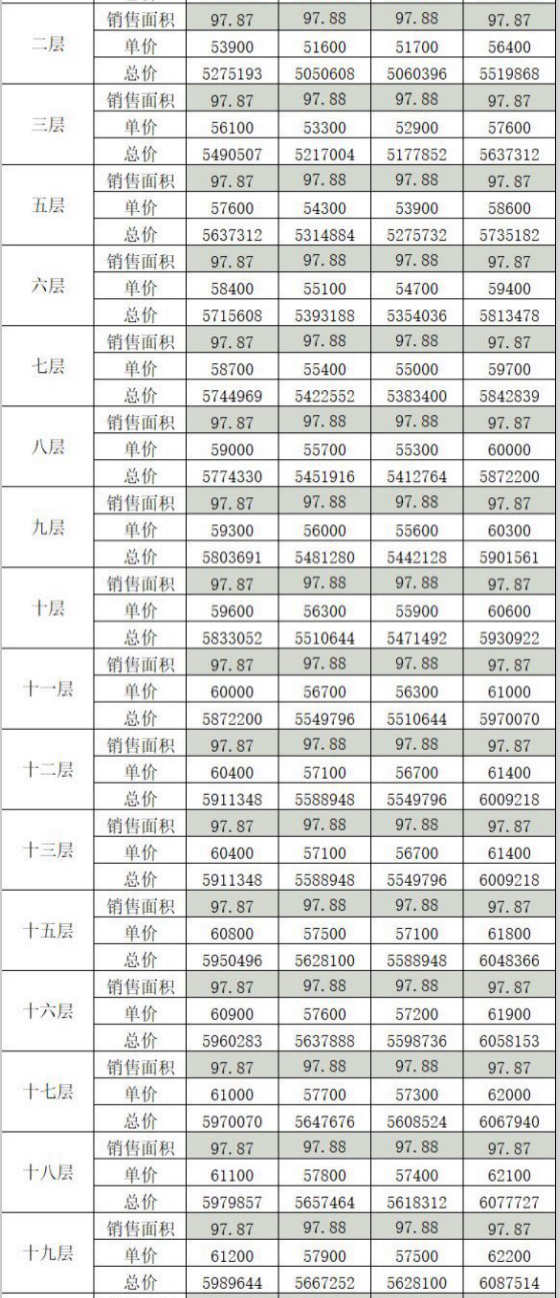 销售面积 97.87 97.88 97.88 97.87
二层 单价 53900 51600 51700 56400
总价 5275193 5050608 5060396 5519868
销售面积 97.87 97.88 97.88 97.87
三层 单价 56100 53300 52900 57600
总价 5490507 5217004 5177852 5637312
销售面积 97.87 97.88 97.88 97.87
五层 单价 57600 54300 53900 58600
总价 5637312 5314884 5275732 5735182
销售面积 97.87 97.88 97.88 97.87
六层 单价 58400 55100 54700 59400
总价 5715608 5393188 5354036 5813478
销售面积 97.87 97.88 97.88 97.87
七层 单价 58700 55400 55000 59700
总价 5744969 5422552 5383400 5842839
销售面积 97.87 97.88 97.88 97.87
八层 单价 59000 55700 55300 60000
总价 5774330 5451916 5412764 5872200
销售面积 97.87 97.88 97.88 97.87
九层 单价 59300 56000 55600 60300
总价 5803691 5481280 5442128 5901561
销售面积 97.87 97.88 97.88 97.87
十层 单价 59600 56300 55900 60600
总价 5833052 5510644 5471492 5930922
销售面积 97.87 97.88 97.88 97.87
十一层 单价 60000 56700 56300 61000
总价 5872200 5549796 5510644 5970070
销售面积 97.87 97.88 97.88 97.87
十二层 单价 60400 57100 56700 61400
总价 5911348 5588948 5549796 6009218
销售面积 97.87 97.88 97.88 97.87
十三层 单价 60400 57100 56700 61400
总价 5911348 5588948 5549796 6009218
销售面积 97.87 97.88 97.88 97.87
十五层 单价 60800 57500 57100 61800
总价 5950496 5628100 5588948 6048366
销售面积 97.87 97.88 97.88 97.87
十六层 单价 60900 57600 57200 61900
总价 5960283 5637888 5598736 6058153
销售面积 97.87 97.88 97.88 97.87
十七层 单价 61000 57700 57300 62000
总价 5970070 5647676 5608524 6067940
销售面积 97.87 97.88 97.88 97.87
十八层 单价 61100 57800 57400 62100
总价 5979857 5657464 5618312 6077727
销售面积 97.87 97.88 97.88 97.87
十九层 单价 61200 57900 57500 62200
总价 5989644 5667252 5628100 6087514